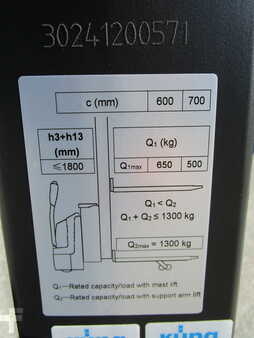 30241200571
c (mm) 600 700
h3+h13 (mm) Q₁ (kg)
≤1800 Q1max 650 500
Q₁ < Q₂
Q₁ + Q₂ ≤ 1300 kg
Q2max = 1300 kg
Q₁--Rated capacity/load with mast lift
Q₂--Rated capacity/load with support arm lift